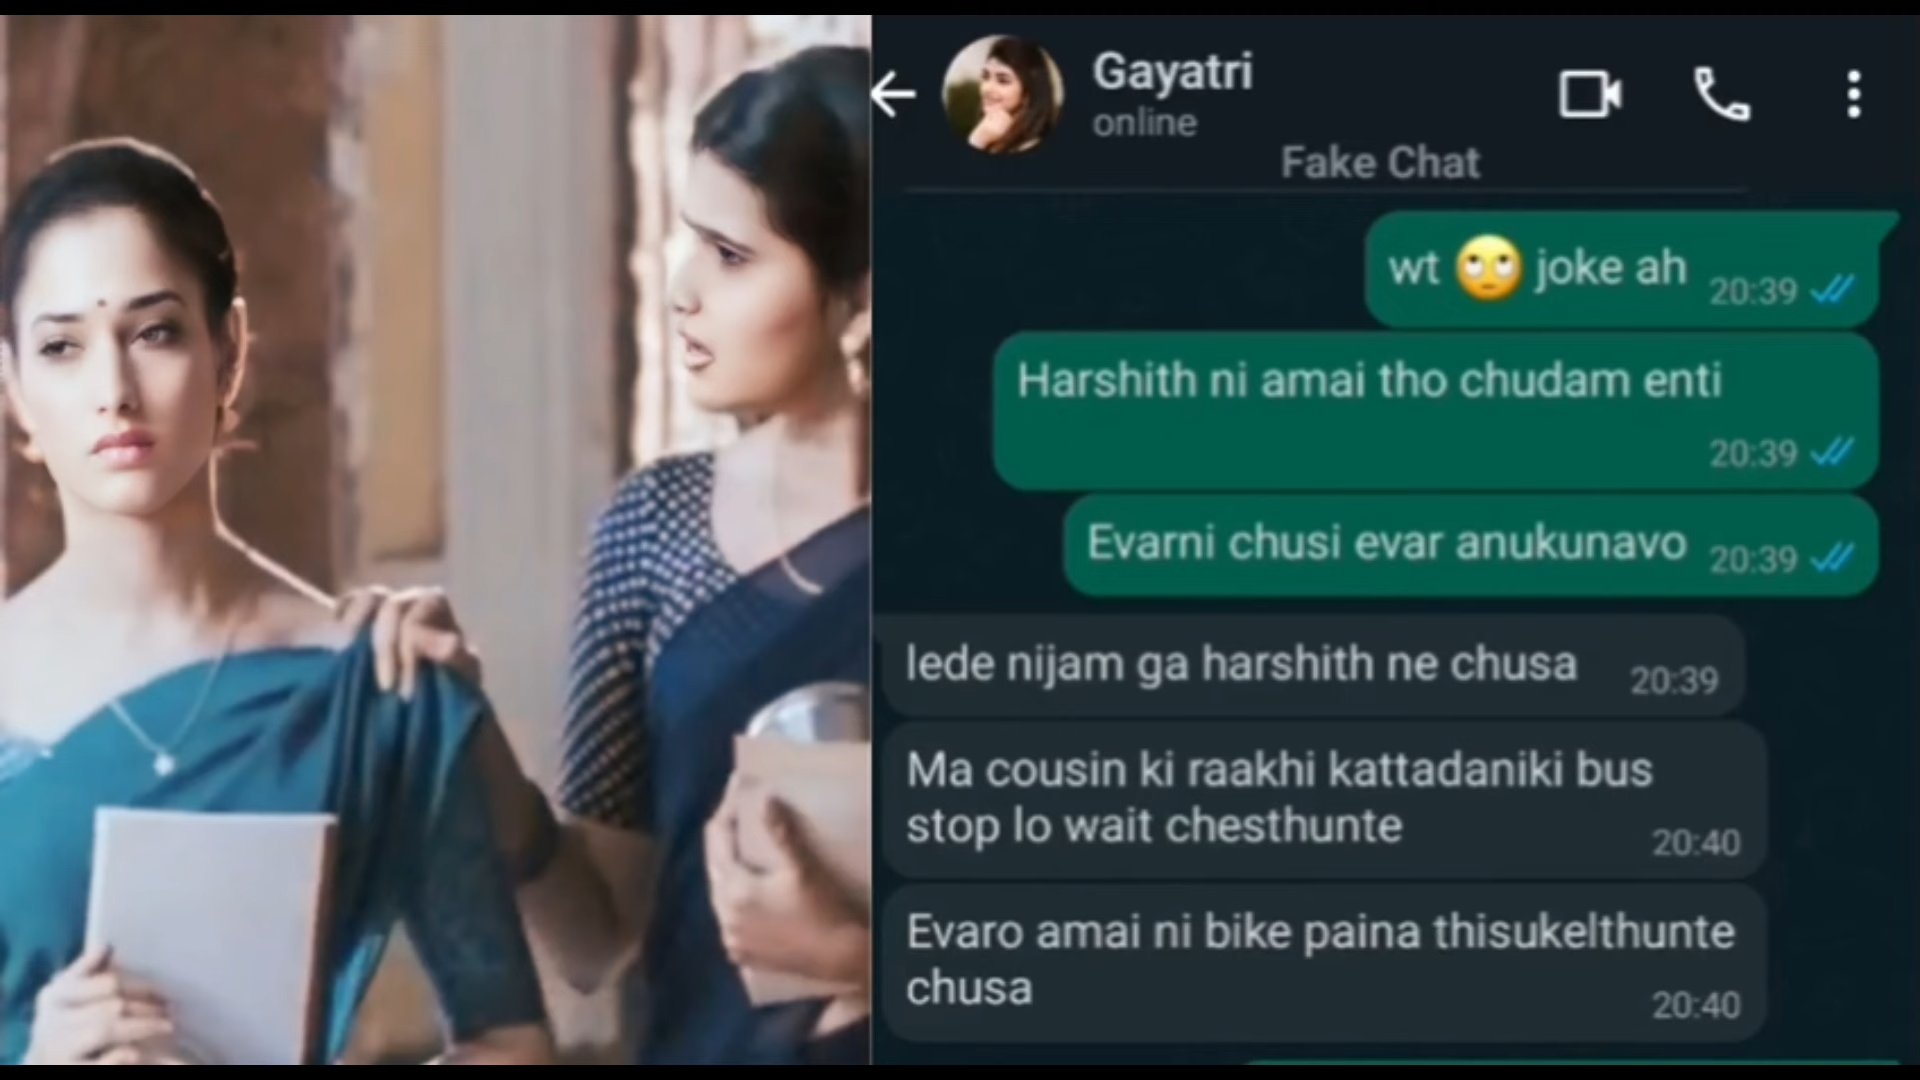 Gayatri
online
Fake Chat
wt 🙄 joke ah 20:39
Harshith ni amai tho chudam enti
20:39
Evarni chusi evar anukunavo 20:39
lede nijam ga harshith ne chusa 20:39
Ma cousin ki raakhi kattadaniki bus
stop lo wait chesthunte
20:40
Evaro amai ni bike paina thisukelthunte
chusa
20:40